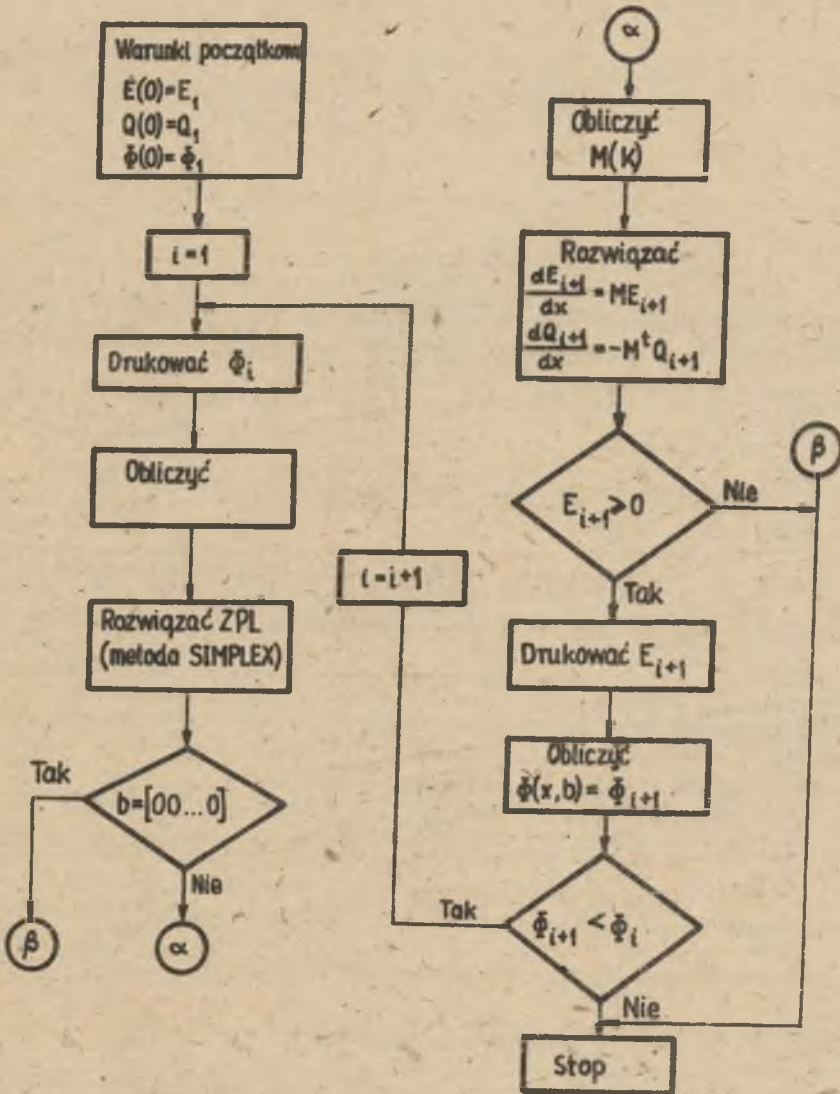 Warunki początkowe
E(0)=E₁
Q(0)=Q₁
Φ(0)=Φ₁
i=1
Drukować Φᵢ
Obliczyć
Rozwiązać ZPL
(metoda SIMPLEX)
Tak
b=[00...0]
Nie
β
α
i=i+1
α
Obliczyć
M(K)
Rozwiązać
dEᵢ₊₁/dx = MEᵢ₊₁
dQᵢ₊₁/dx = -MᵗQᵢ₊₁
β
Eᵢ₊₁⩾0
Nie
Tak
Drukować Eᵢ₊₁
Obliczyć
Φ(x,b)=Φᵢ₊₁
Tak
Φᵢ₊₁<Φᵢ
Nie
Stop